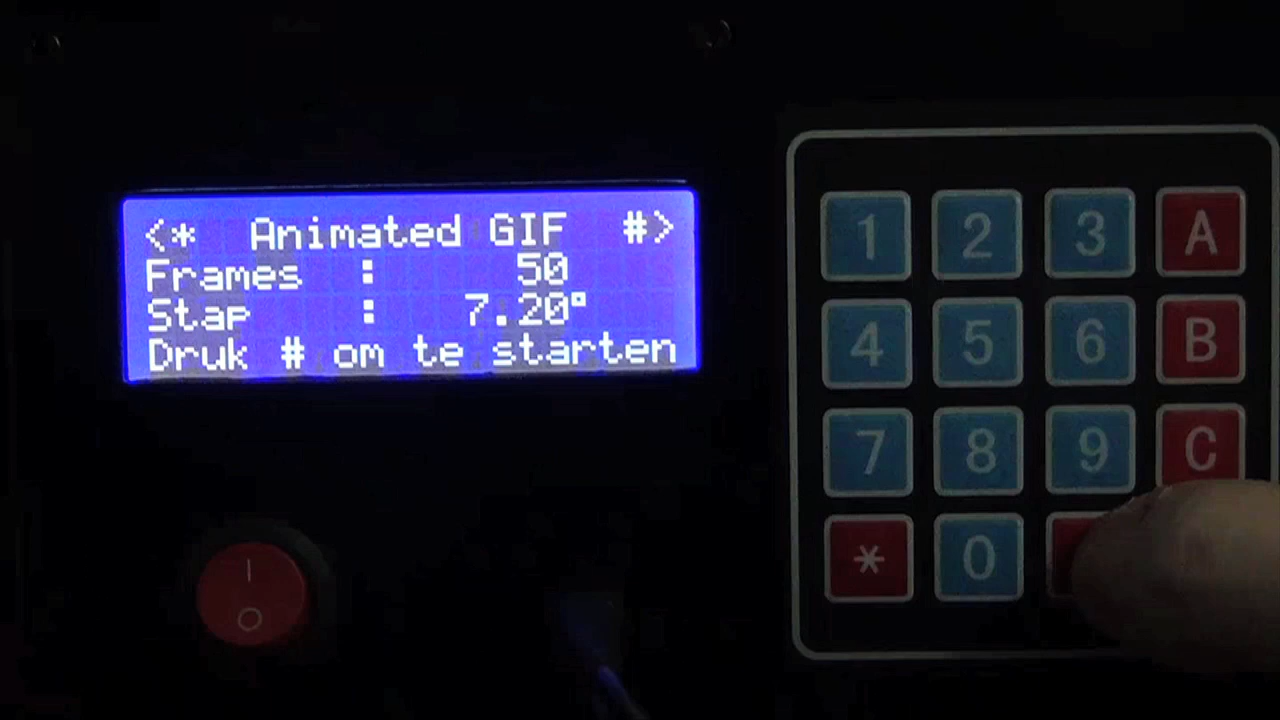 <* Animated GIF #>
Frames : 50
Stap : 7.20°
Druk # om te starten
1 2 3 A
4 5 6 B
7 8 9 C
* 0
I
O